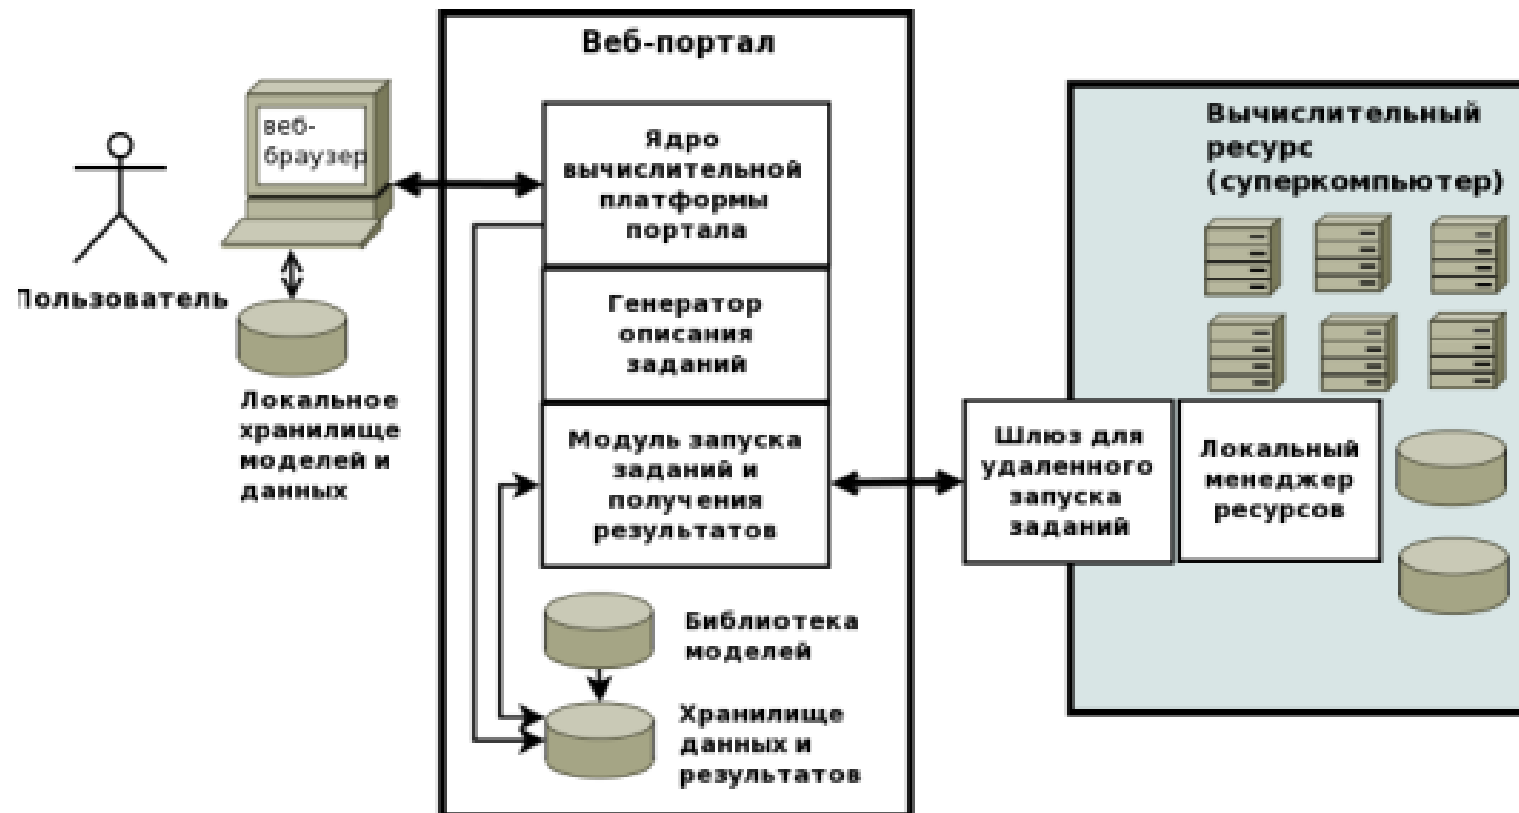 Веб-портал
веб-
браузер
Пользователь
Локальное
хранилище
моделей и
данных
Ядро
вычислительной
платформы
портала
Генератор
описания
заданий
Модуль запуска
заданий и
получения
результатов
Библиотека
моделей
Хранилище
данных и
результатов
Вычислительный
ресурс
(суперкомпьютер)
Шлюз для
удаленного
запуска
заданий
Локальный
менеджер
ресурсов